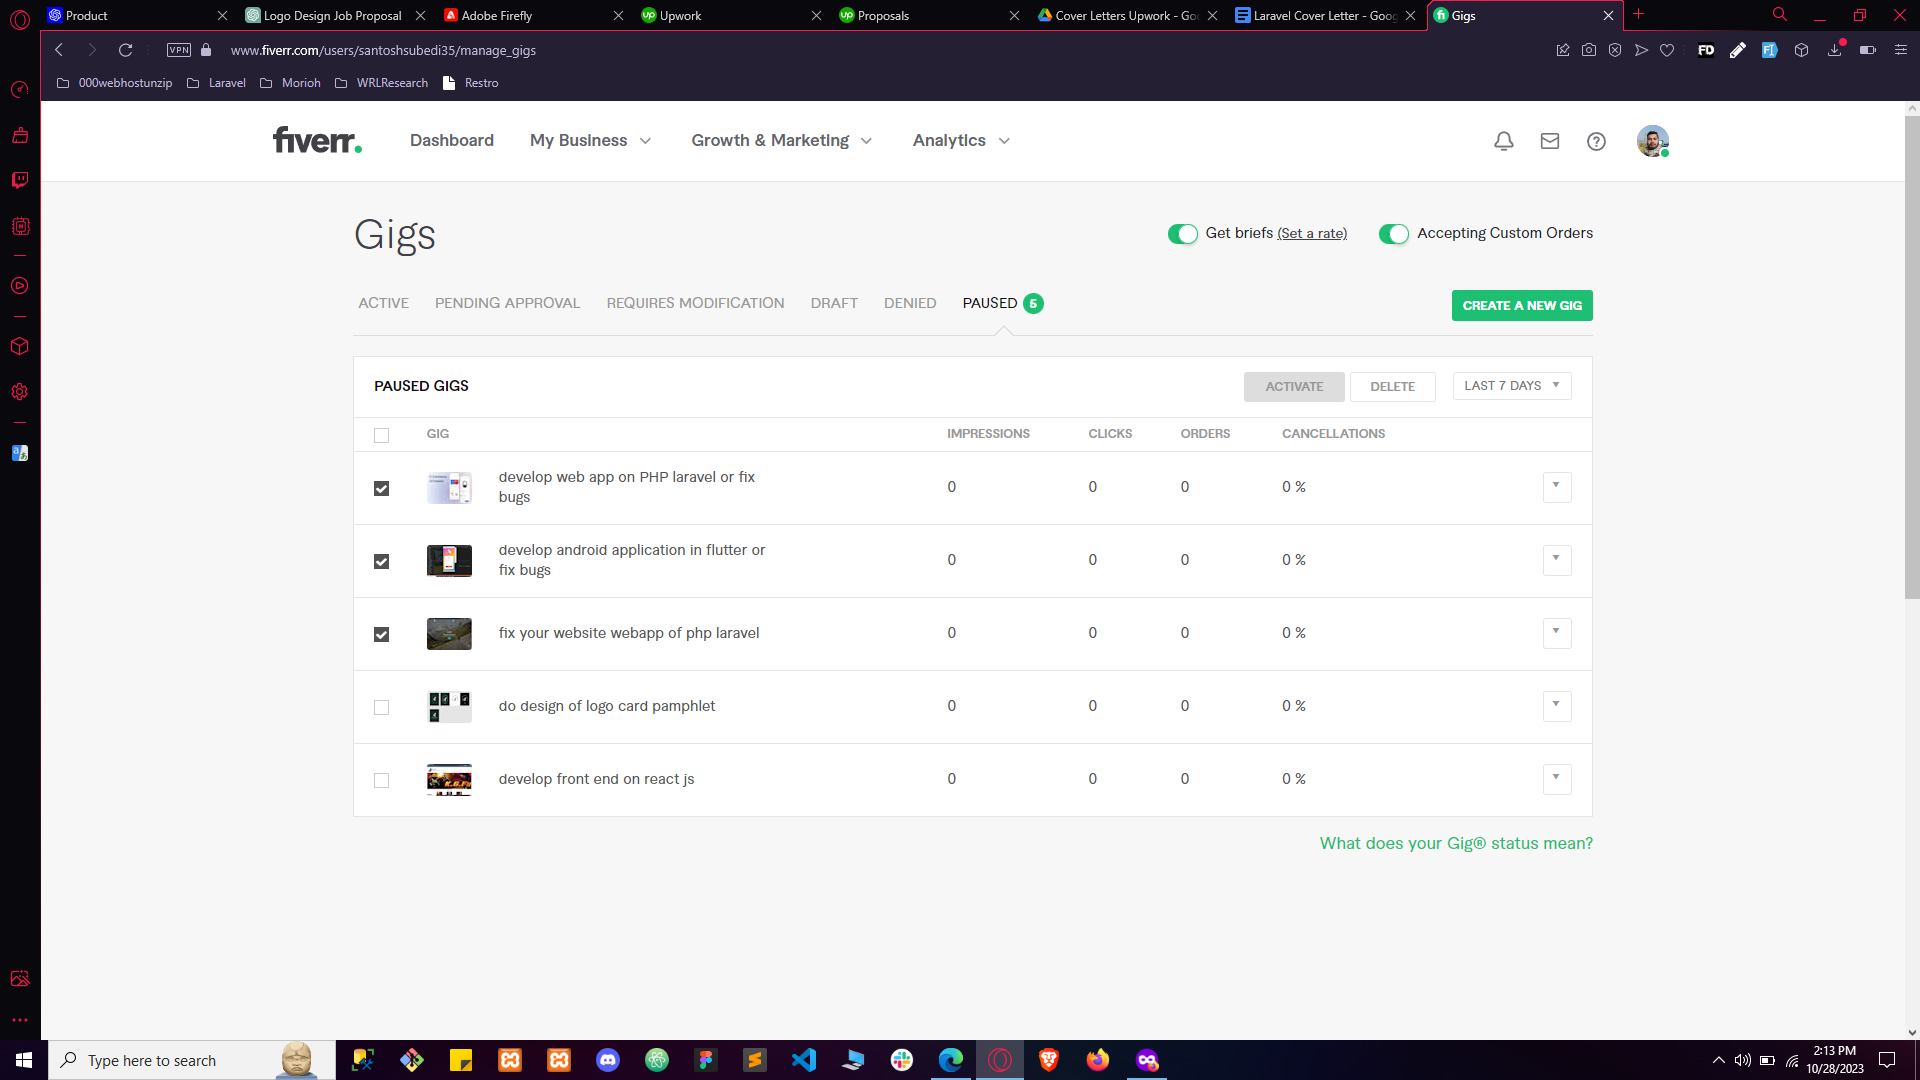 Product
Logo Design Job Proposal
Adobe Firefly
Upwork
Proposals
Cover Letters Upwork - Go
Laravel Cover Letter - Goog
Gigs
VPN
www.fiverr.com/users/santoshsubedi35/manage_gigs
FD
000webhostunzip
Laravel
Morioh
WRLResearch
Restro
fiverr.
Dashboard
My Business
Growth & Marketing
Analytics
Gigs
Get briefs (Set a rate)
Accepting Custom Orders
ACTIVE
PENDING APPROVAL
REQUIRES MODIFICATION
DRAFT
DENIED
PAUSED 5
CREATE A NEW GIG
PAUSED GIGS
ACTIVATE
DELETE
LAST 7 DAYS
GIG IMPRESSIONS CLICKS ORDERS CANCELLATIONS
develop web app on PHP laravel or fix
bugs
0 0 0 0 %
develop android application in flutter or
fix bugs
0 0 0 0 %
fix your website webapp of php laravel 0 0 0 0 %
do design of logo card pamphlet 0 0 0 0 %
develop front end on react js 0 0 0 0 %
What does your Gig® status mean?
Type here to search
2:13 PM
10/28/2023